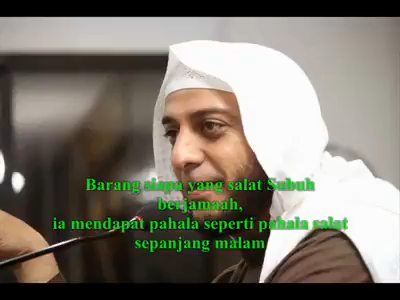 Barang siapa yang salat Subuh
berjamaah,
ia mendapat pahala seperti pahala salat
sepanjang malam